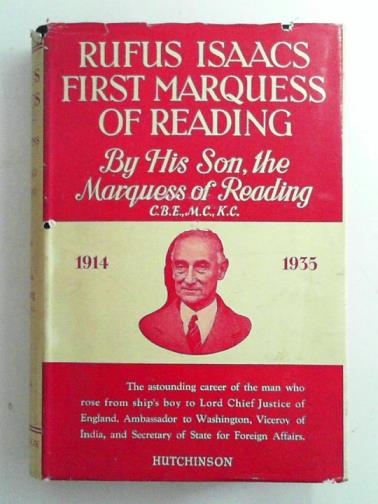 RUFUS ISAACS
FIRST MARQUESS
OF READING
By His Son, the
Marquess of Reading
C.B.E., M.C., K.C.
1914
1935
The astounding career of the man who
rose from ship's boy to Lord Chief Justice of
England, Ambassador to Washington, Viceroy of
India, and Secretary of State for Foreign Affairs.
HUTCHINSON